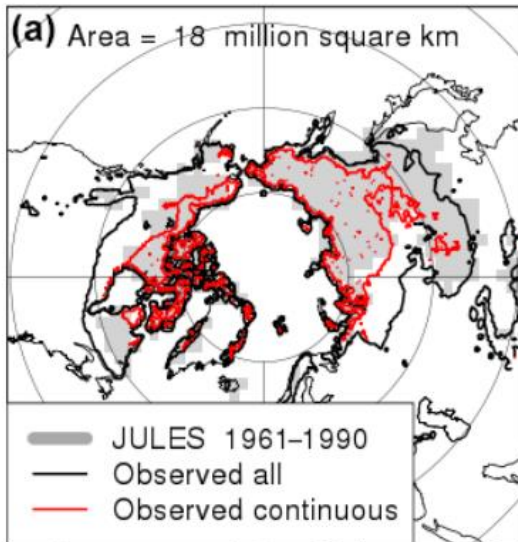 (a) Area = 18 million square km
JULES 1961–1990
Observed all
Observed continuous